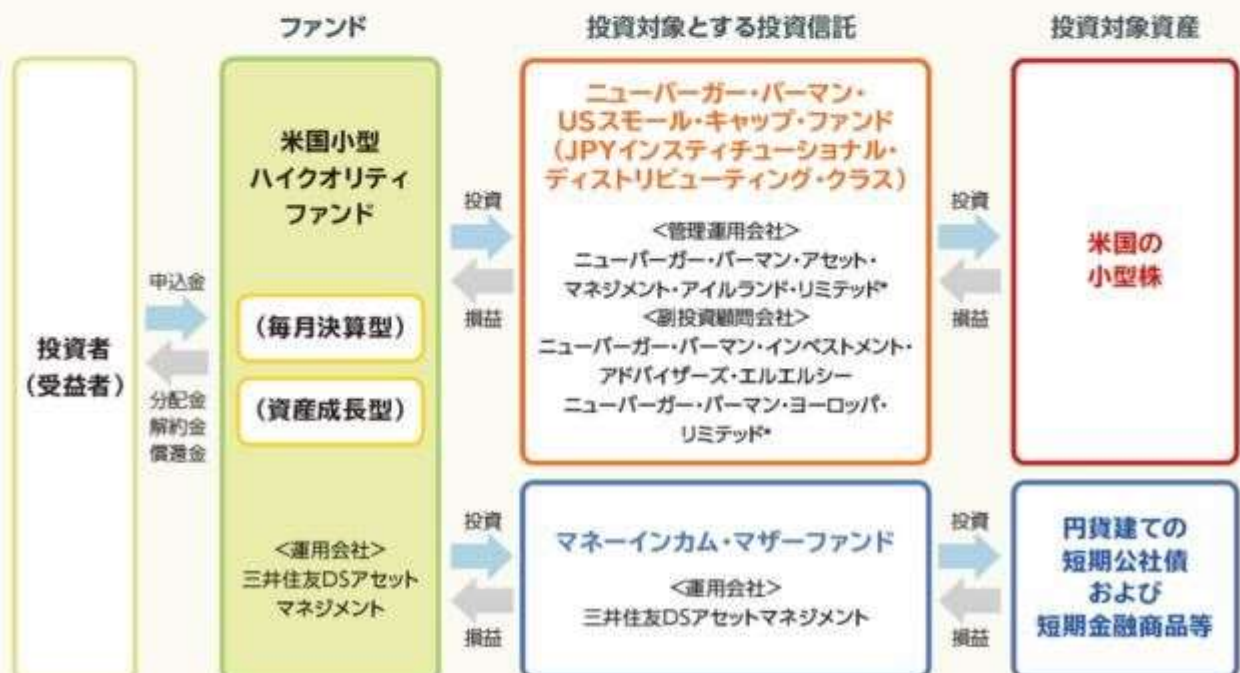 ファンド
投資対象とする投資信託
投資対象資産
投資者
（受益者）
申込金
分配金
解約金
償還金
米国小型
ハイクオリティ
ファンド
（毎月決算型）
（資産成長型）
＜運用会社＞
三井住友DSアセット
マネジメント
投資
損益
ニューバーガー・バーマン・
USスモール・キャップ・ファンド
（JPYインスティテューショナル・
ディストリビューティング・クラス）
＜管理運用会社＞
ニューバーガー・バーマン・アセット・
マネジメント・アイルランド・リミテッド*
＜副投資顧問会社＞
ニューバーガー・バーマン・インベストメント・
アドバイザーズ・エルエルシー
ニューバーガー・バーマン・ヨーロッパ・
リミテッド*
投資
損益
米国の
小型株
投資
損益
マネーインカム・マザーファンド
＜運用会社＞
三井住友DSアセットマネジメント
投資
損益
円貨建ての
短期公社債
および
短期金融商品等